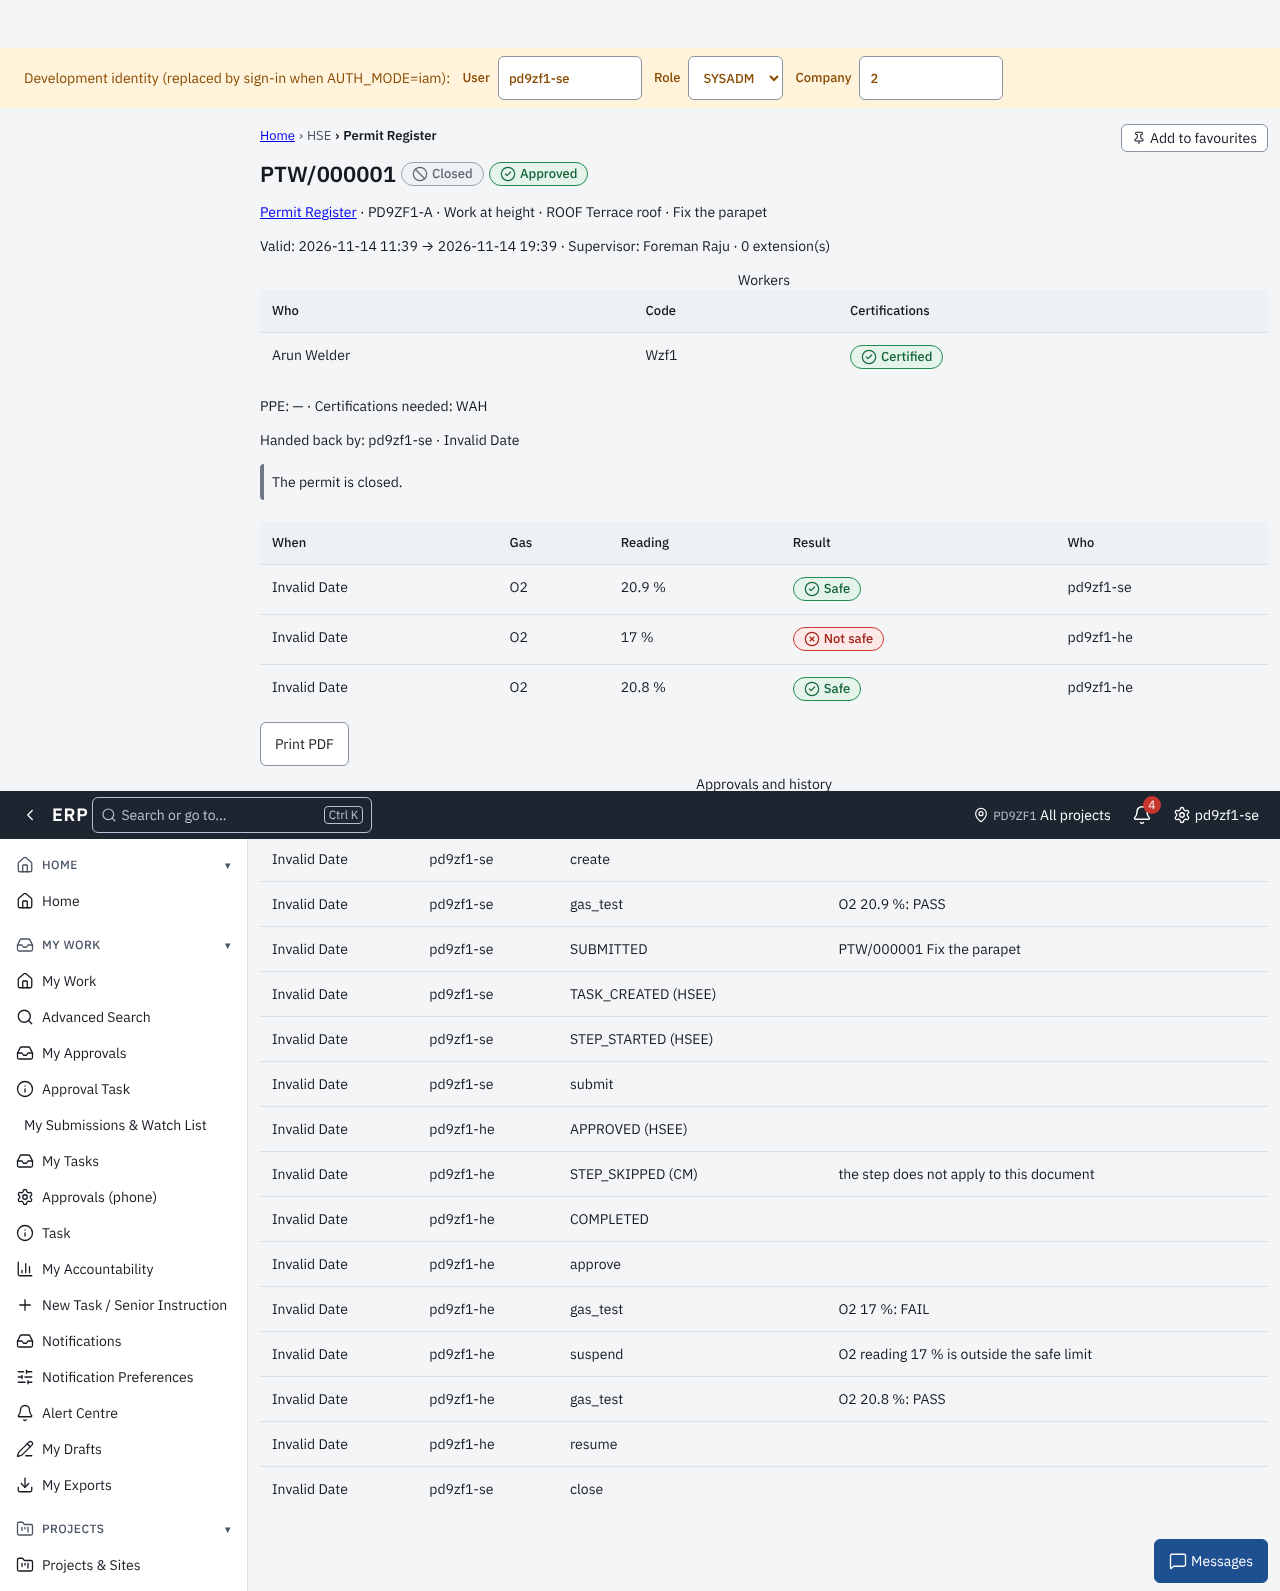 Development identity (replaced by sign-in when AUTH_MODE=iam): User pd9zf1-se Role SYSADM Company 2
Home › HSE › Permit Register
Add to favourites
PTW/000001 Closed Approved
Permit Register · PD9ZF1-A · Work at height · ROOF Terrace roof · Fix the parapet
Valid: 2026-11-14 11:39 → 2026-11-14 19:39 · Supervisor: Foreman Raju · 0 extension(s)
Workers
Who Code Certifications
Arun Welder Wzf1 Certified
PPE: — · Certifications needed: WAH
Handed back by: pd9zf1-se · Invalid Date
The permit is closed.
When Gas Reading Result Who
Invalid Date O2 20.9 % Safe pd9zf1-se
Invalid Date O2 17 % Not safe pd9zf1-he
Invalid Date O2 20.8 % Safe pd9zf1-he
Print PDF
Approvals and history
ERP Search or go to... Ctrl K PD9ZF1 All projects 4 pd9zf1-se
HOME
Home
MY WORK
My Work
Advanced Search
My Approvals
Approval Task
My Submissions & Watch List
My Tasks
Approvals (phone)
Task
My Accountability
New Task / Senior Instruction
Notifications
Notification Preferences
Alert Centre
My Drafts
My Exports
PROJECTS
Projects & Sites
Invalid Date pd9zf1-se create
Invalid Date pd9zf1-se gas_test O2 20.9 %: PASS
Invalid Date pd9zf1-se SUBMITTED PTW/000001 Fix the parapet
Invalid Date pd9zf1-se TASK_CREATED (HSEE)
Invalid Date pd9zf1-se STEP_STARTED (HSEE)
Invalid Date pd9zf1-se submit
Invalid Date pd9zf1-he APPROVED (HSEE)
Invalid Date pd9zf1-he STEP_SKIPPED (CM) the step does not apply to this document
Invalid Date pd9zf1-he COMPLETED
Invalid Date pd9zf1-he approve
Invalid Date pd9zf1-he gas_test O2 17 %: FAIL
Invalid Date pd9zf1-he suspend O2 reading 17 % is outside the safe limit
Invalid Date pd9zf1-he gas_test O2 20.8 %: PASS
Invalid Date pd9zf1-he resume
Invalid Date pd9zf1-se close
Messages